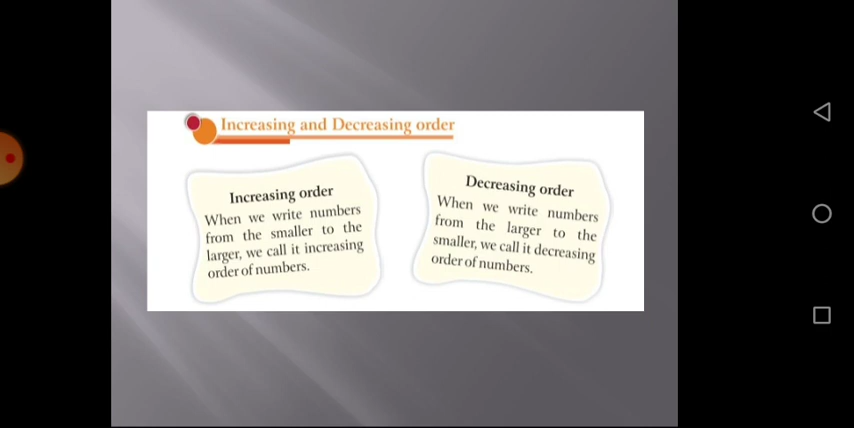 Increasing and Decreasing order
Increasing order
When we write numbers
from the smaller to the
larger, we call it increasing
order of numbers.
Decreasing order
When we write numbers
from the larger to the
smaller, we call it decreasing
order of numbers.